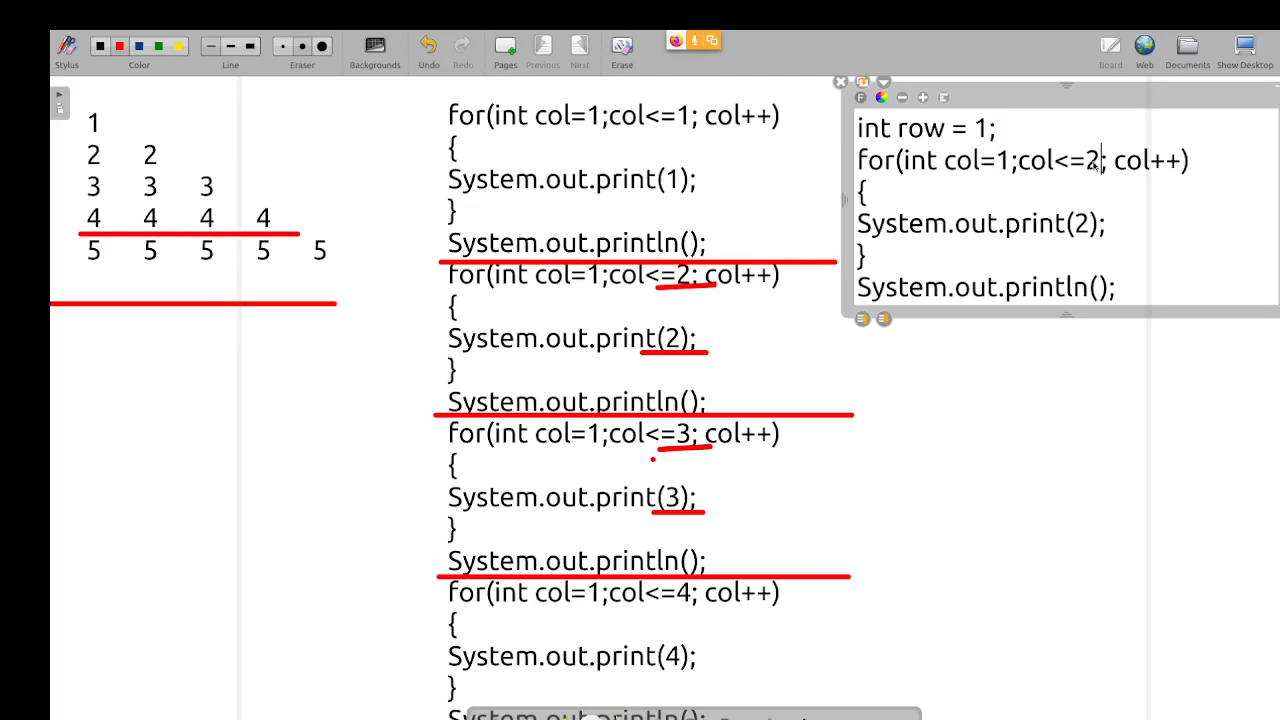 Stylus Color Line Eraser Backgrounds Undo Redo Pages Previous Next Erase Board Web Documents Show Desktop
1
2 2
3 3 3
4 4 4 4
5 5 5 5 5
for(int col=1;col<=1; col++)
{
System.out.print(1);
}
System.out.println();
for(int col=1;col<=2; col++)
{
System.out.print(2);
}
System.out.println();
for(int col=1;col<=3; col++)
{
System.out.print(3);
}
System.out.println();
for(int col=1;col<=4; col++)
{
System.out.print(4);
}
System.out.println();
int row = 1;
for(int col=1;col<=2; col++)
{
System.out.print(2);
}
System.out.println();